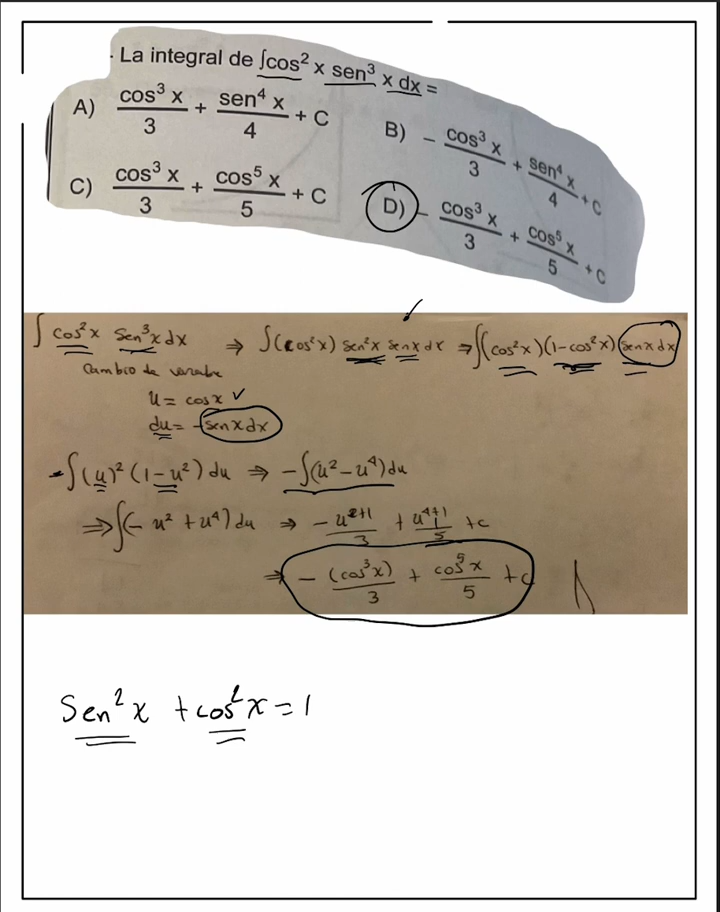 La integral de ∫cos² x sen³ x dx =
A) cos³ x / 3 + sen⁴ x / 4 + C
B) − cos³ x / 3 + sen⁴ x / 4 + C
C) cos³ x / 3 + cos⁵ x / 5 + C
D) − cos³ x / 3 + cos⁵ x / 5 + C
∫ cos²x sen³x dx ⇒ ∫(cos²x) sen²x senx dx ⇒ ∫(cos²x)(1−cos²x)(senx dx)
Cambio de variable
u = cosx ✓
du = −senxdx
−∫(u)² (1−u²) du ⇒ −∫(u²−u⁴)du
⇒ ∫(− u² + u⁴) du ⇒ − u²⁺¹ / 3 + u⁴⁺¹ / 5 + c
⇒ − (cos³x) / 3 + cos⁵x / 5 + c
Sen²x + cos²x = 1